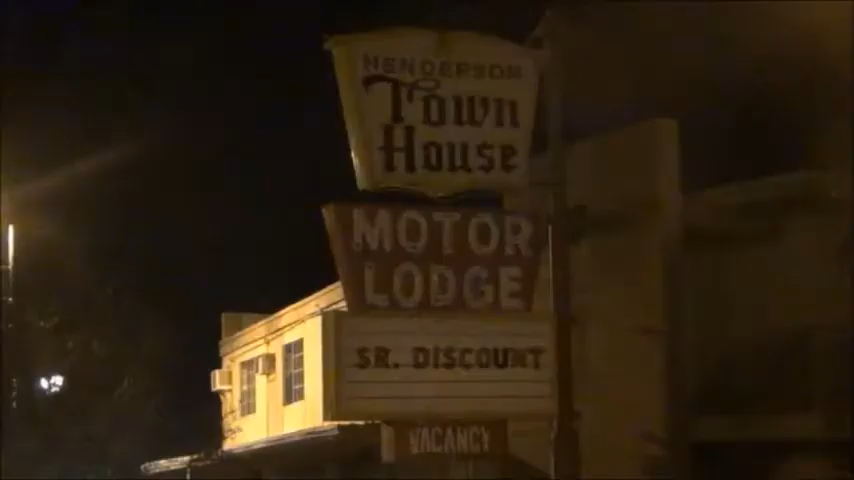 HENDERSON
Town
House
MOTOR
LODGE
SR. DISCOUNT
VACANCY